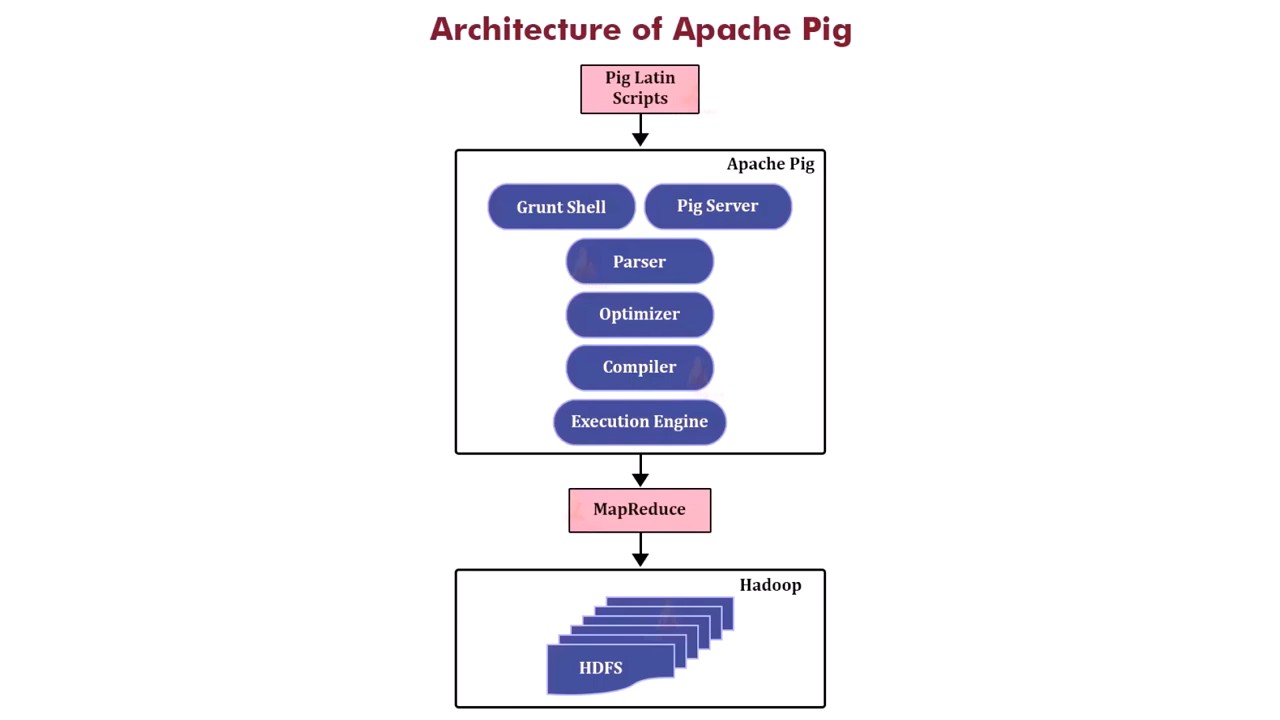 Architecture of Apache Pig
Pig Latin
Scripts
Apache Pig
Grunt Shell
Pig Server
Parser
Optimizer
Compiler
Execution Engine
MapReduce
Hadoop
HDFS